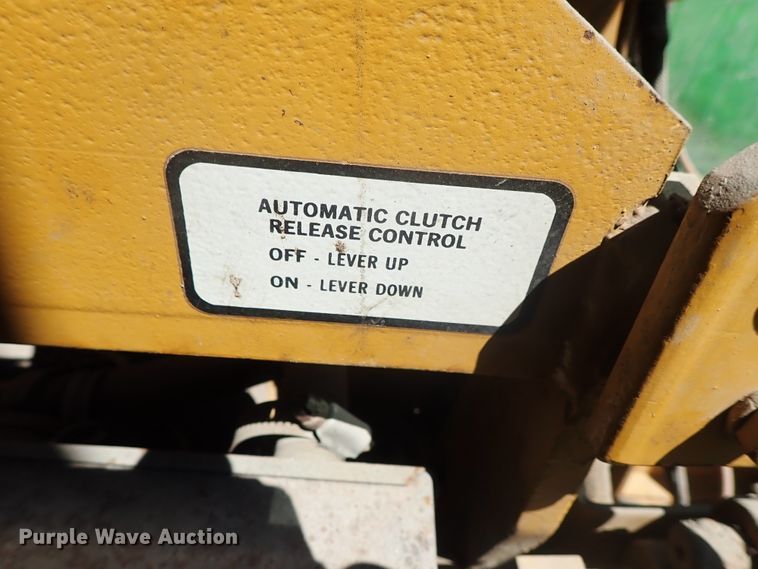 AUTOMATIC CLUTCH
RELEASE CONTROL
OFF - LEVER UP
ON - LEVER DOWN
Purple Wave Auction